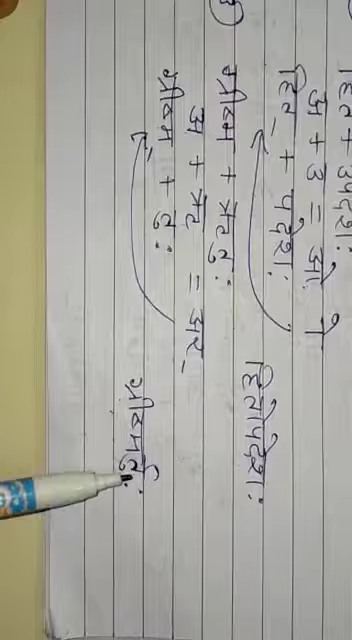 हित + उपदेशः
अ + उ = ओ ो
हित् + पदेशः
हितोपदेशः
ग्रीष्म + ऋतुः
अ + ऋ = अर्
ग्रीष्म् + तुः
ग्रीष्मर्तुः